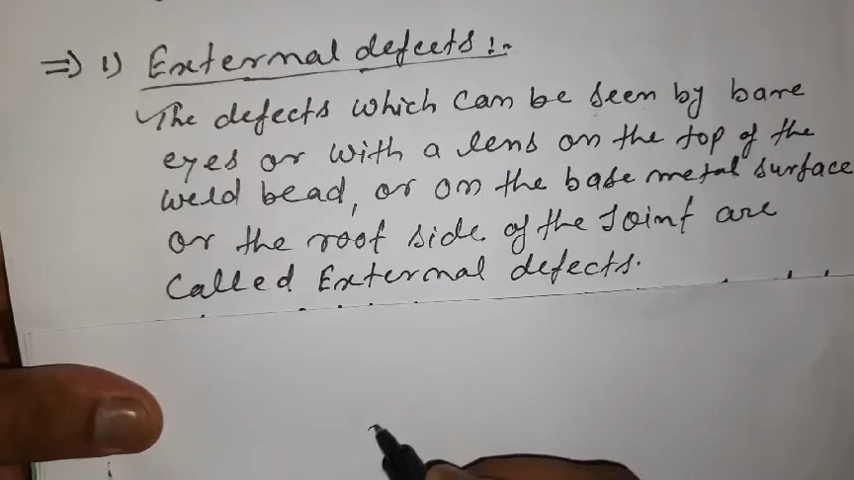 => 1) External defects :-
The defects which can be seen by bare
eyes or with a lens on the top of the
weld bead, or on the base metal surface
or the root side of the Joint are
called External defects.